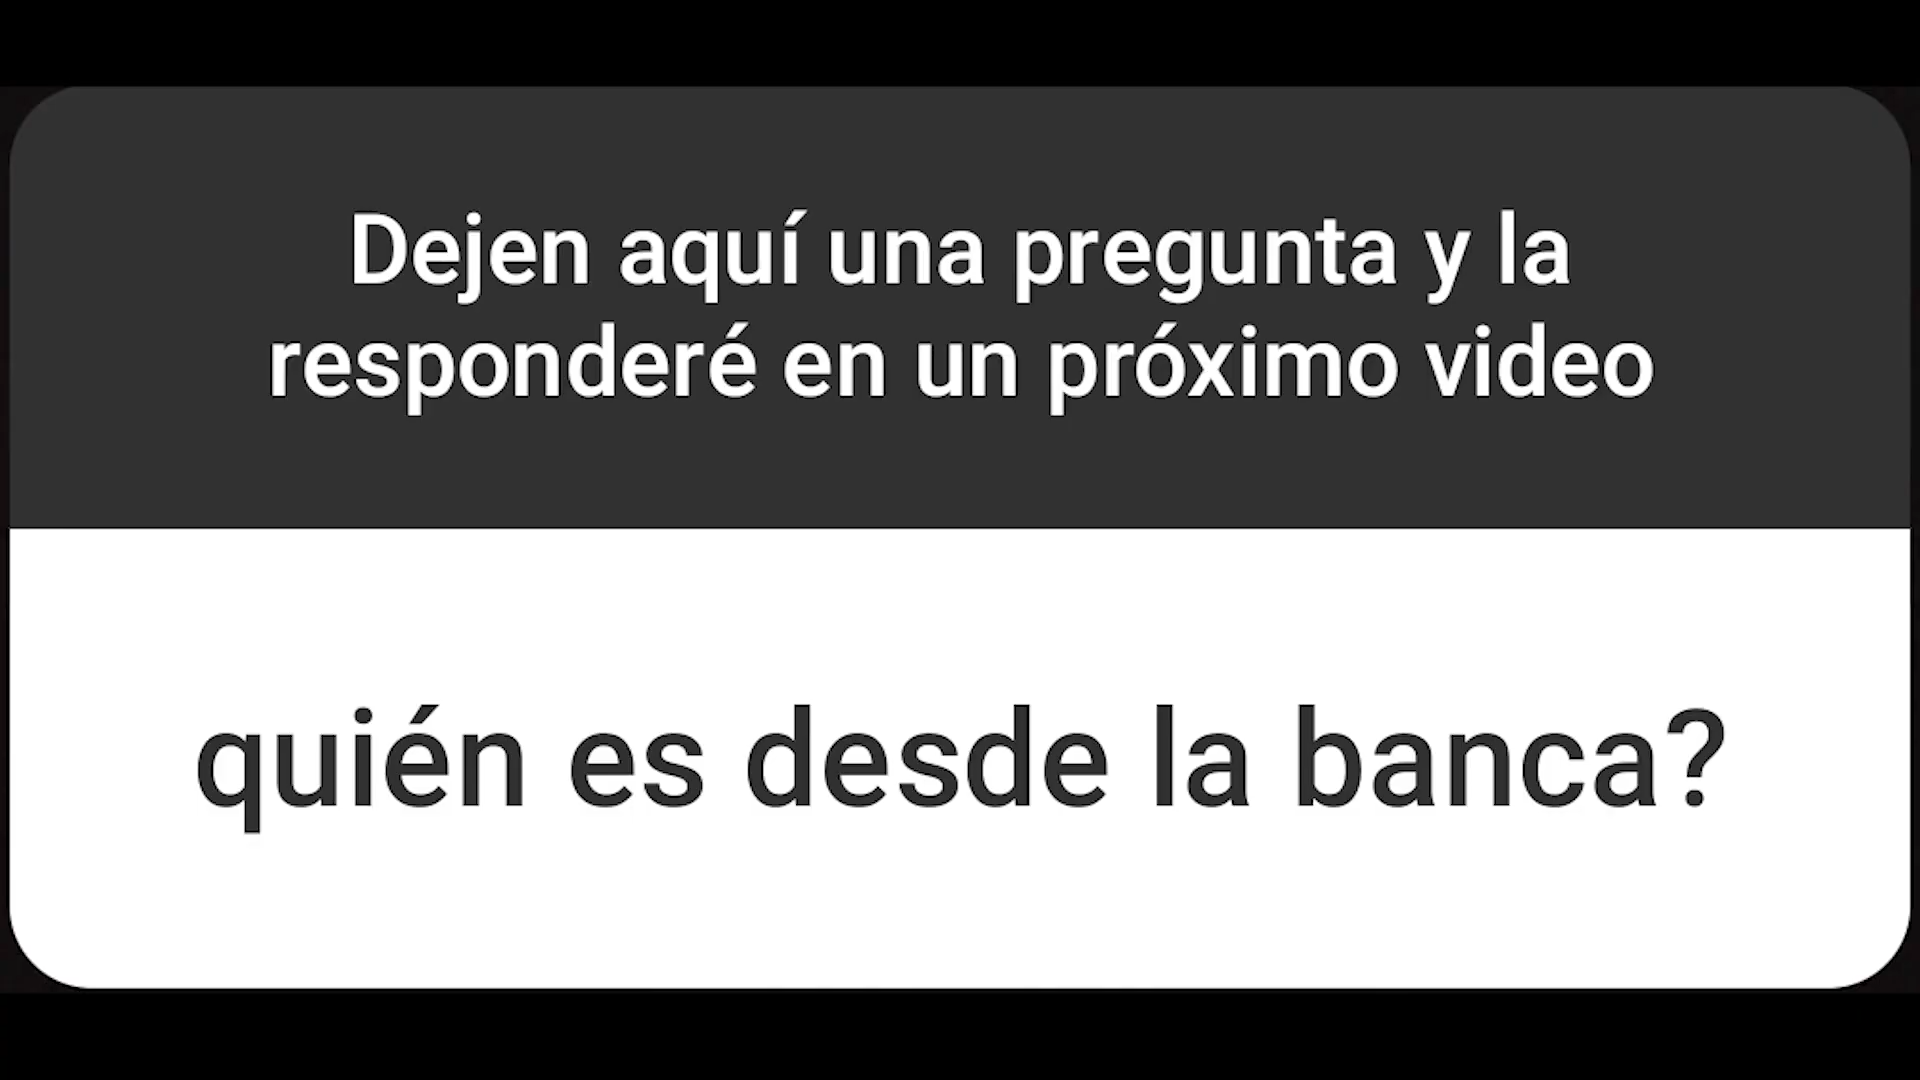 Dejen aquí una pregunta y la
responderé en un próximo video
quién es desde la banca?